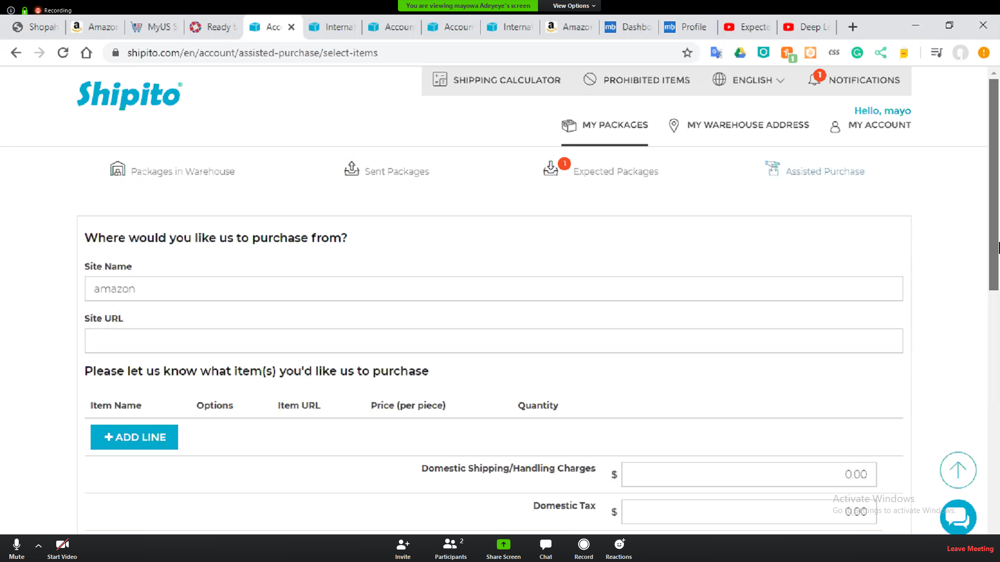 Recording
You are viewing mayowa Adeyeye's screen
View Options
Shopah
Amazon
MyUS S
Ready t
Acc
Interna
Accoun
Accoun
Interna
Amazo
Dashbo
Profile
Expecte
Deep Le
shipito.com/en/account/assisted-purchase/select-items
css
1
Shipito
SHIPPING CALCULATOR
PROHIBITED ITEMS
ENGLISH
1
NOTIFICATIONS
Hello, mayo
MY PACKAGES
MY WAREHOUSE ADDRESS
MY ACCOUNT
Packages in Warehouse
Sent Packages
1
Expected Packages
Assisted Purchase
Where would you like us to purchase from?
Site Name
amazon
Site URL
Please let us know what item(s) you'd like us to purchase
Item Name Options Item URL Price (per piece) Quantity
+ ADD LINE
Domestic Shipping/Handling Charges $ 0.00
Domestic Tax $ 0.00
Activate Windows
Go to Settings to activate Windows.
Mute
Start Video
Invite
Participants 2
Share Screen
Chat
Record
Reactions
Leave Meeting